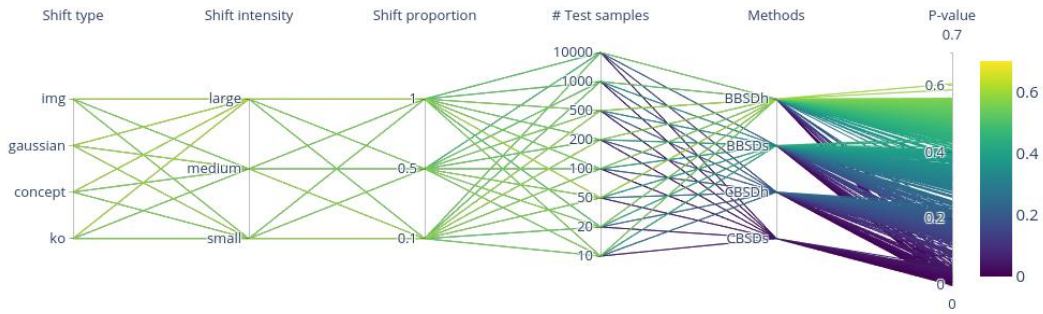 Shift type Shift intensity Shift proportion # Test samples Methods P-value
0.7
10000
1000
500
200
100
50
20
10
img
gaussian
concept
ko
large
medium
small
1
0.5
0.1
BBSDh
BBSDs
CBSDh
CBSDs
0.6
0.4
0.2
0
0
0.6
0.4
0.2
0